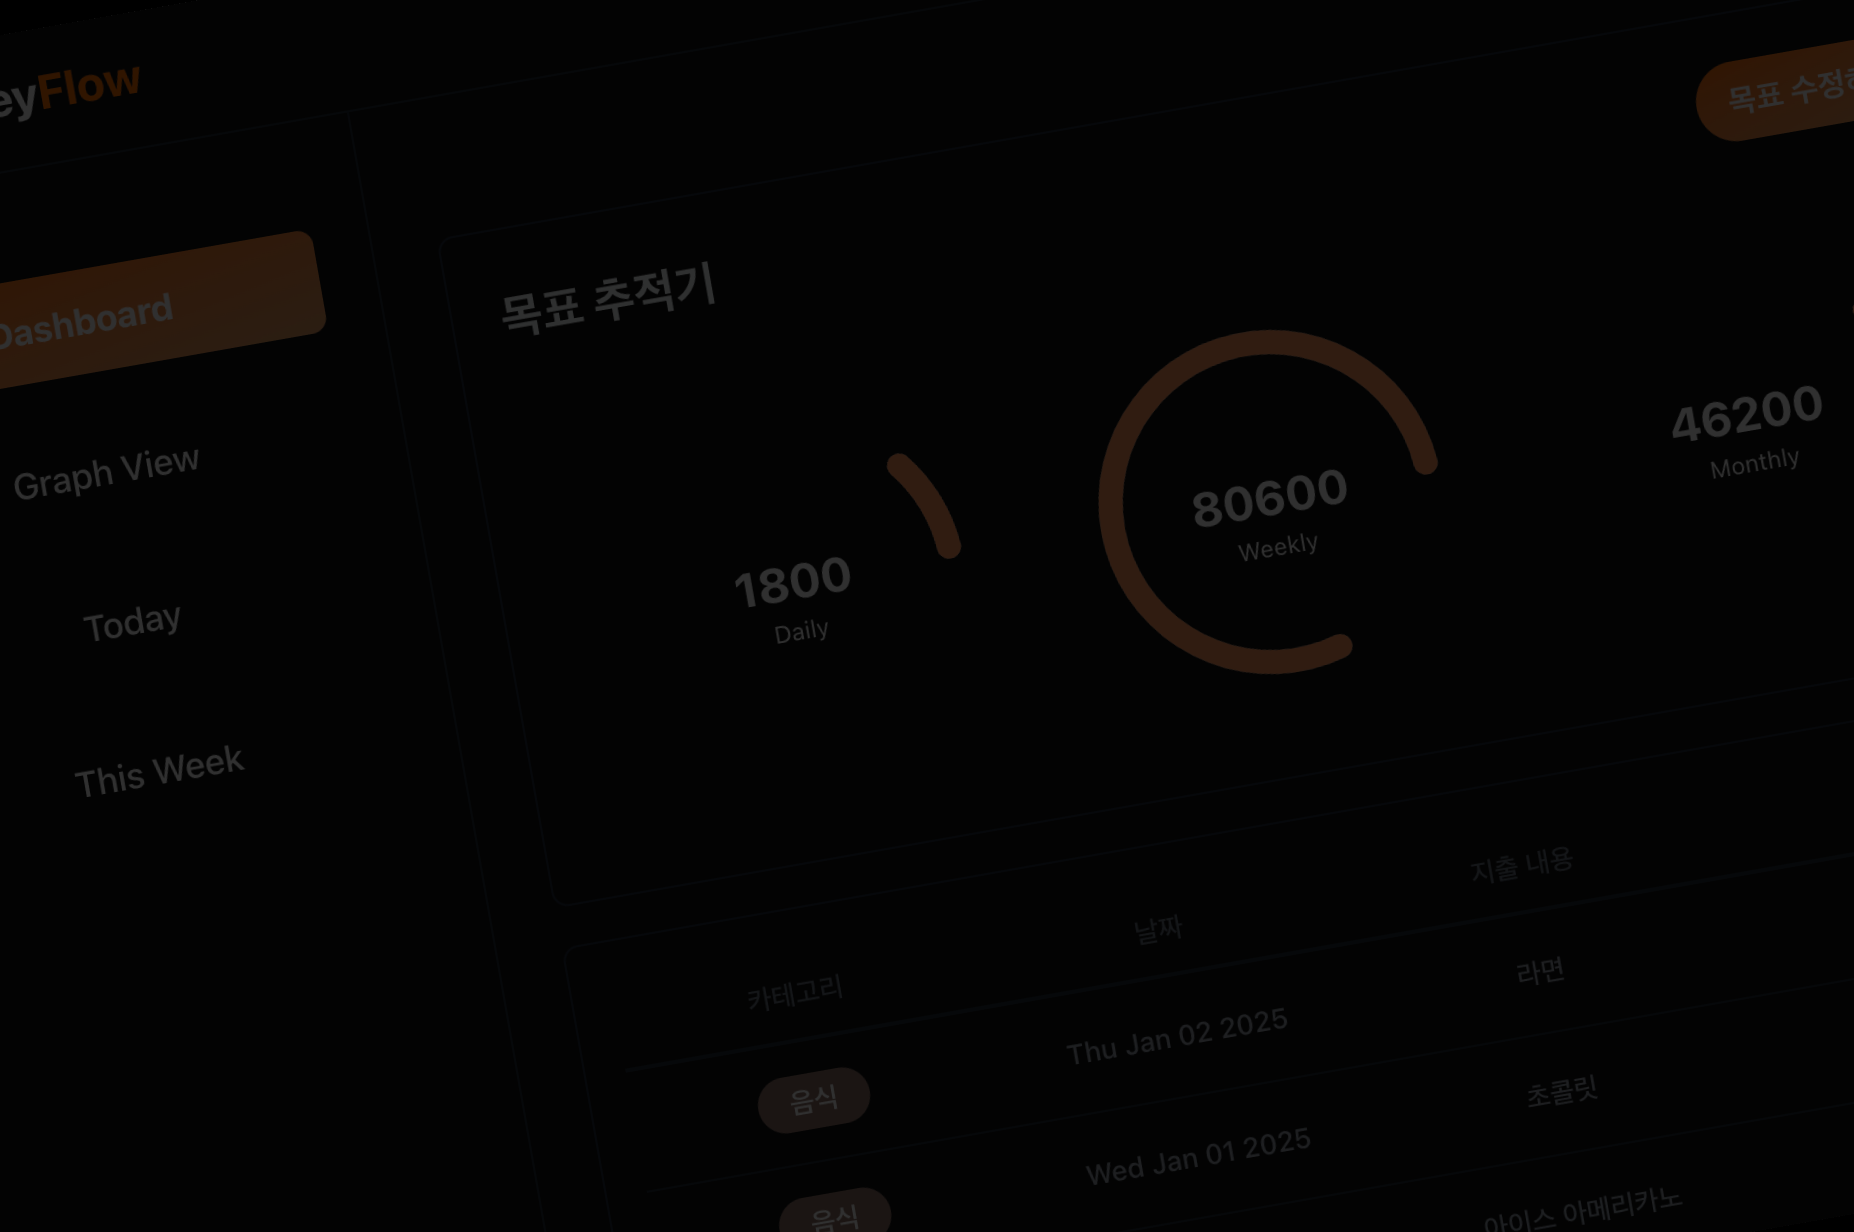 eyFlow
목표 수정하
Dashboard
Graph View
Today
This Week
목표 추적기
1800
Daily
80600
Weekly
46200
Monthly
카테고리 날짜 지출 내용
음식 Thu Jan 02 2025 라면
음식 Wed Jan 01 2025 초콜릿
아이스 아메리카노